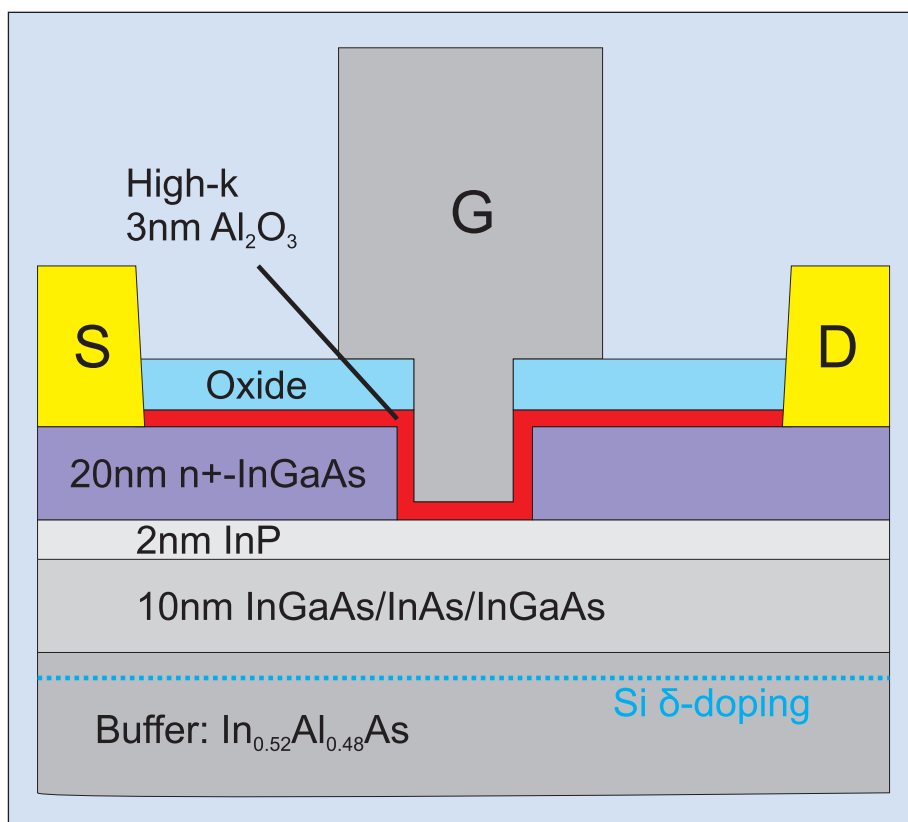 High-k
3nm Al₂O₃
G
S
D
Oxide
20nm n+-InGaAs
2nm InP
10nm InGaAs/InAs/InGaAs
Si δ-doping
Buffer: In₀.₅₂Al₀.₄₈As